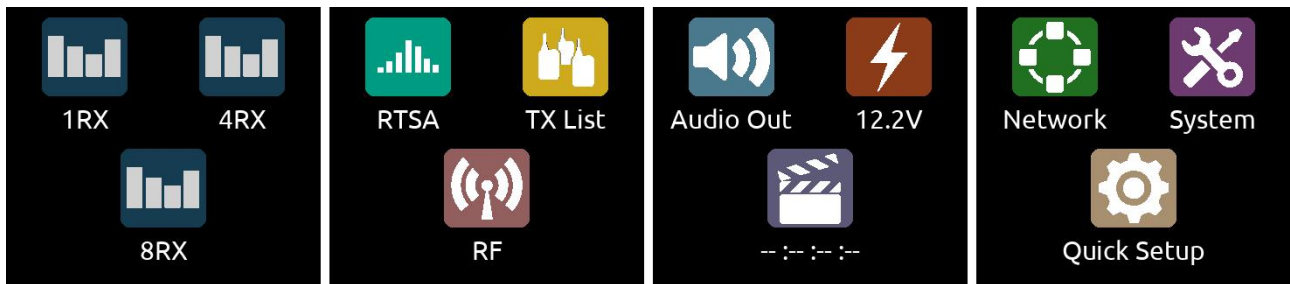 1RX 4RX
8RX
RTSA TX List
RF
Audio Out 12.2V
-- :-- :-- :--
Network System
Quick Setup